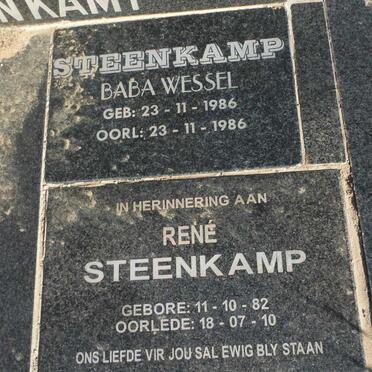 STEENKAMP
BABA WESSEL
GEB: 23 - 11 - 1986
OORL: 23 - 11 - 1986
IN HERINNERING AAN
RENÉ
STEENKAMP
GEBORE: 11 - 10 - 82
OORLEDE: 18 - 07 - 10
ONS LIEFDE VIR JOU SAL EWIG BLY STAAN